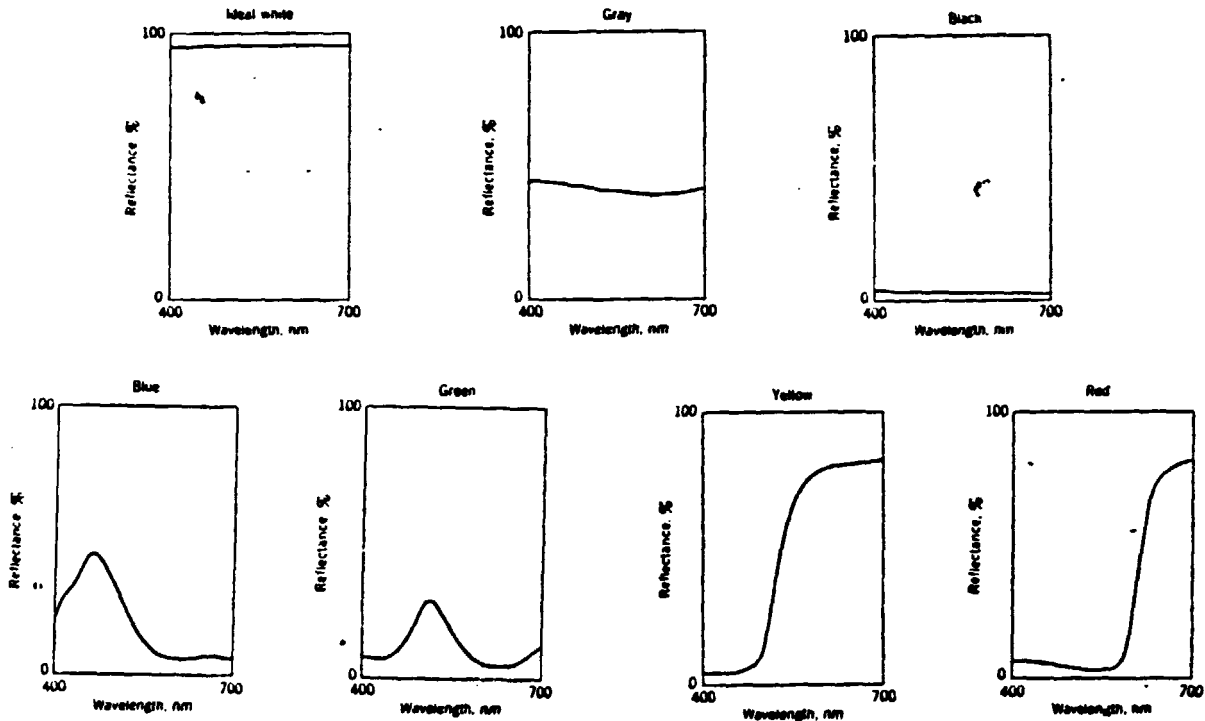 Ideal white
100
Reflectance %
0
400
700
Wavelength, nm
Gray
100
Reflectance, %
0
400
700
Wavelength, nm
Black
100
Reflectance, %
0
400
700
Wavelength, nm
Blue
100
Reflectance %
0
400
700
Wavelength, nm
Green
100
Reflectance, %
0
400
700
Wavelength, nm
Yellow
100
Reflectance, %
0
400
700
Wavelength, nm
Red
100
Reflectance, %
0
400
700
Wavelength, nm